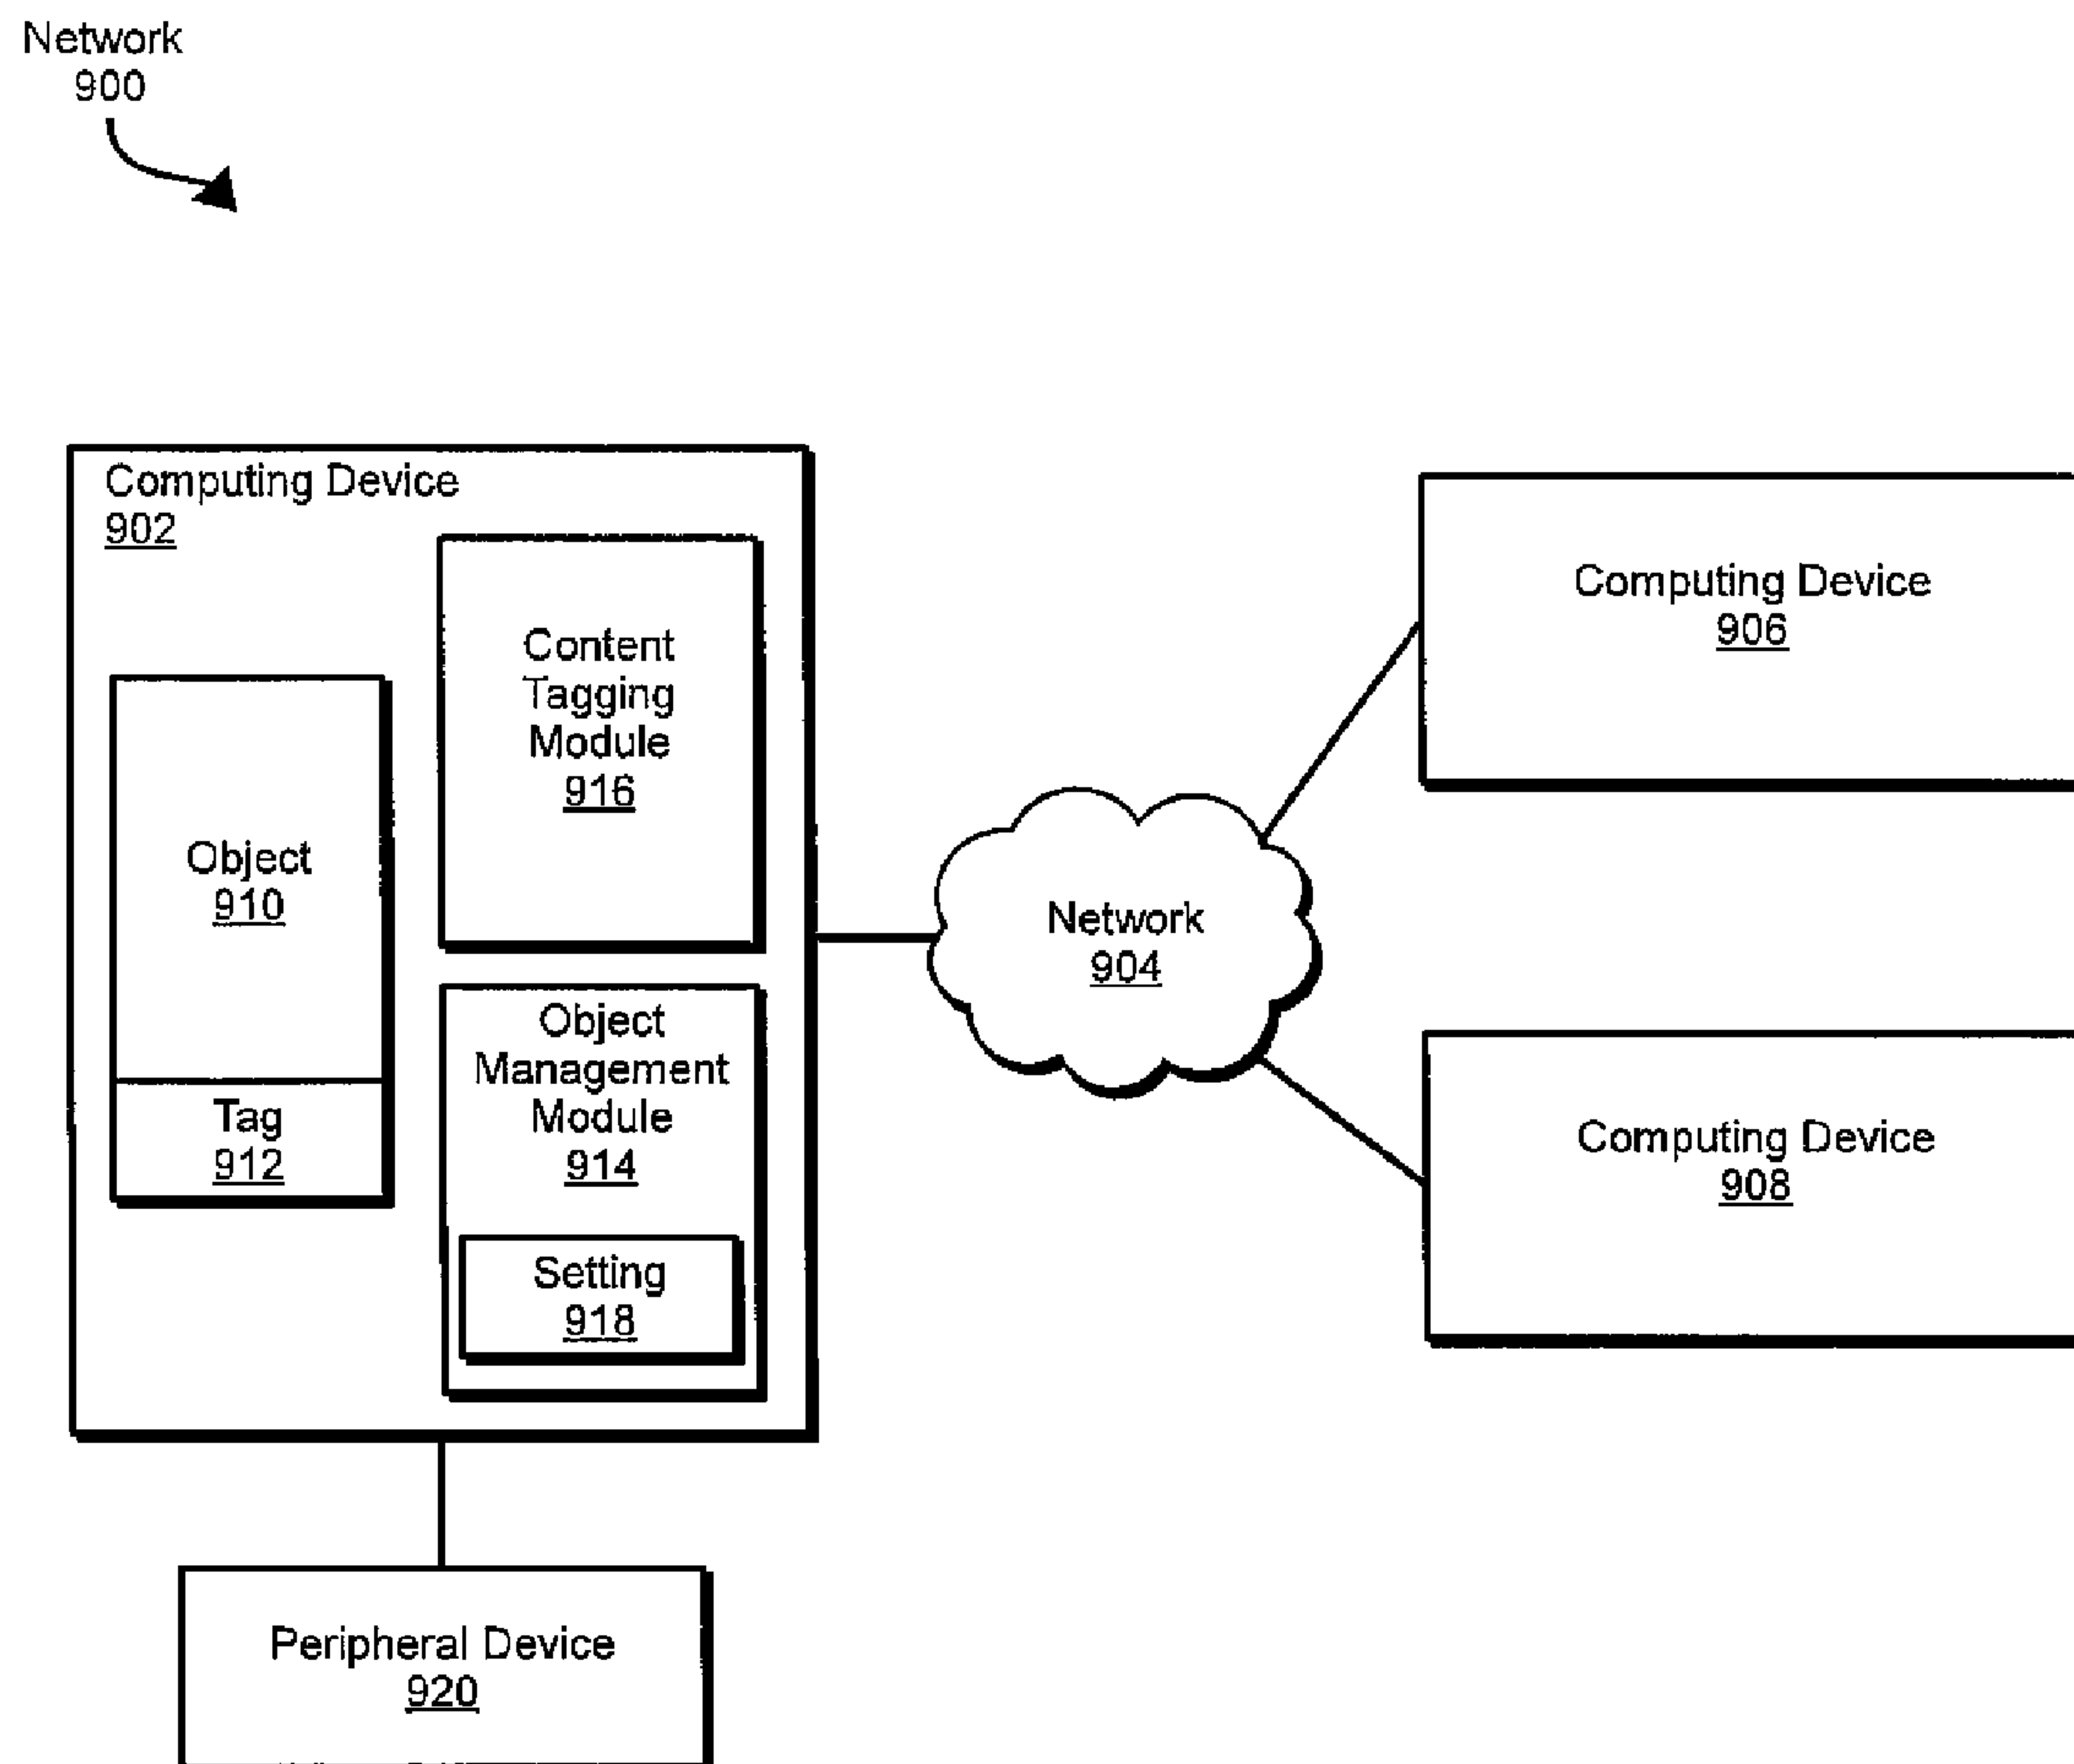 Network
900
Computing Device
902
Content
Tagging
Module
916
Object
910
Tag
912
Object
Management
Module
914
Setting
918
Network
904
Computing Device
906
Computing Device
908
Peripheral Device
920